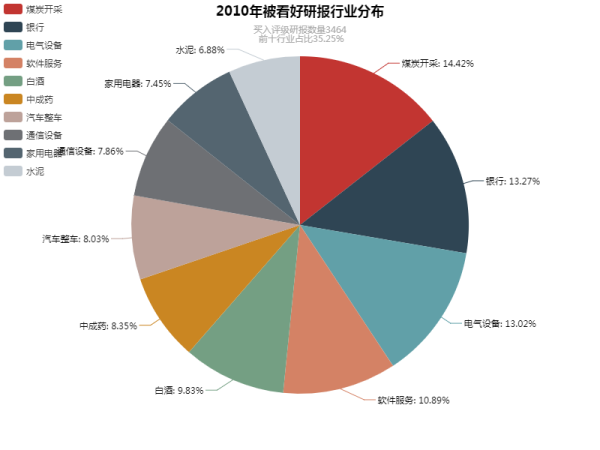 2010年被看好研报行业分布
买入评级研报数量3464
前十行业占比35.25%
煤炭开采
银行
电气设备
软件服务
白酒
中成药
汽车整车
通信设备
家用电器
水泥
煤炭开采: 14.42%
银行: 13.27%
电气设备: 13.02%
软件服务: 10.89%
白酒: 9.83%
中成药: 8.35%
汽车整车: 8.03%
通信设备: 7.86%
家用电器: 7.45%
水泥: 6.88%